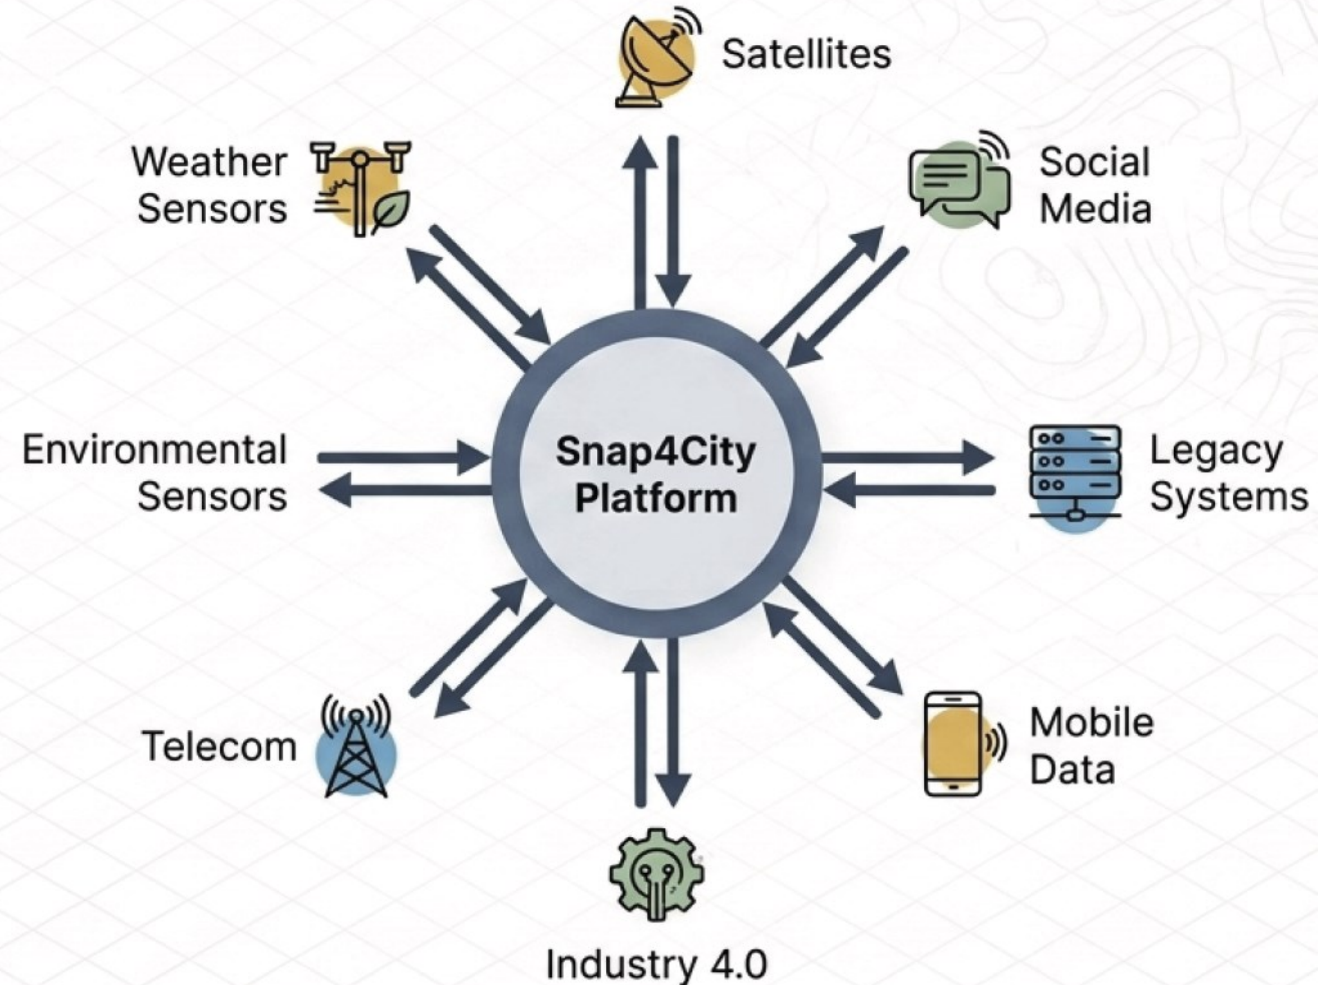 Satellites
Weather
Sensors
Social
Media
Environmental
Sensors
Snap4City
Platform
Legacy
Systems
Telecom
Mobile
Data
Industry 4.0